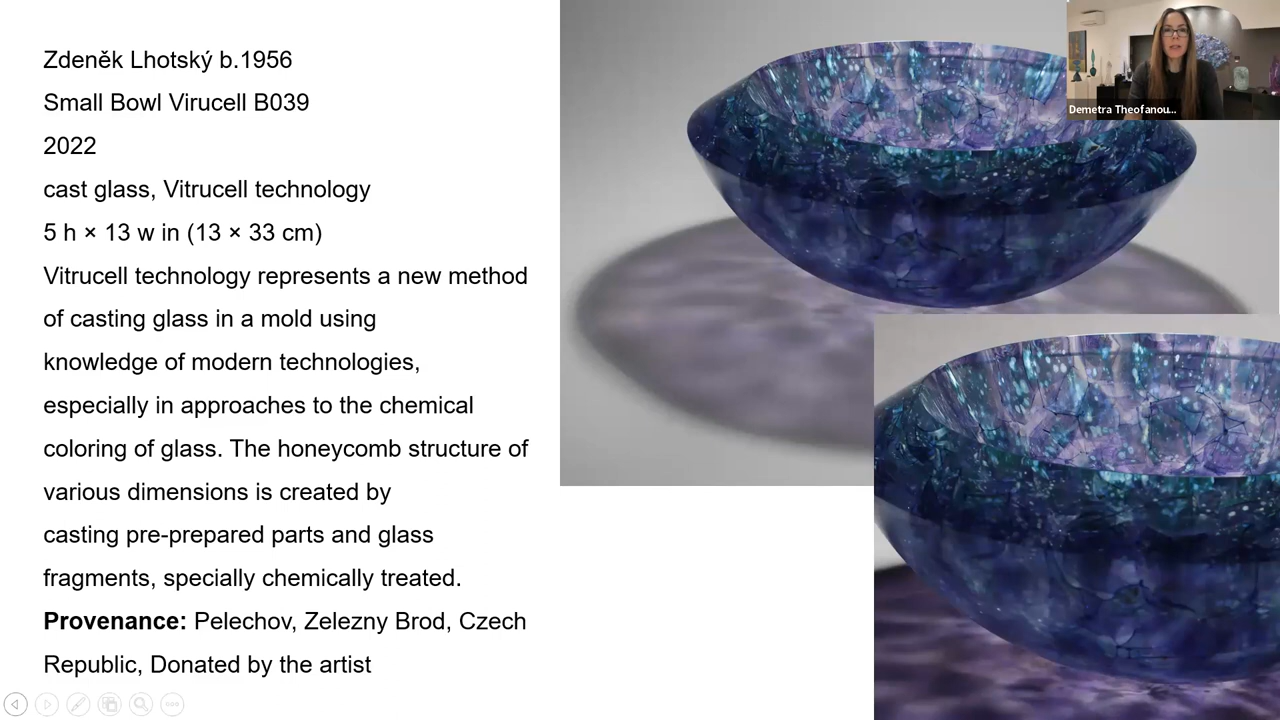 Zdeněk Lhotský b.1956
Small Bowl Virucell B039
2022
cast glass, Vitrucell technology
5 h × 13 w in (13 × 33 cm)
Vitrucell technology represents a new method
of casting glass in a mold using
knowledge of modern technologies,
especially in approaches to the chemical
coloring of glass. The honeycomb structure of
various dimensions is created by
casting pre-prepared parts and glass
fragments, specially chemically treated.
Provenance: Pelechov, Zelezny Brod, Czech
Republic, Donated by the artist
Demetra Theofanou...